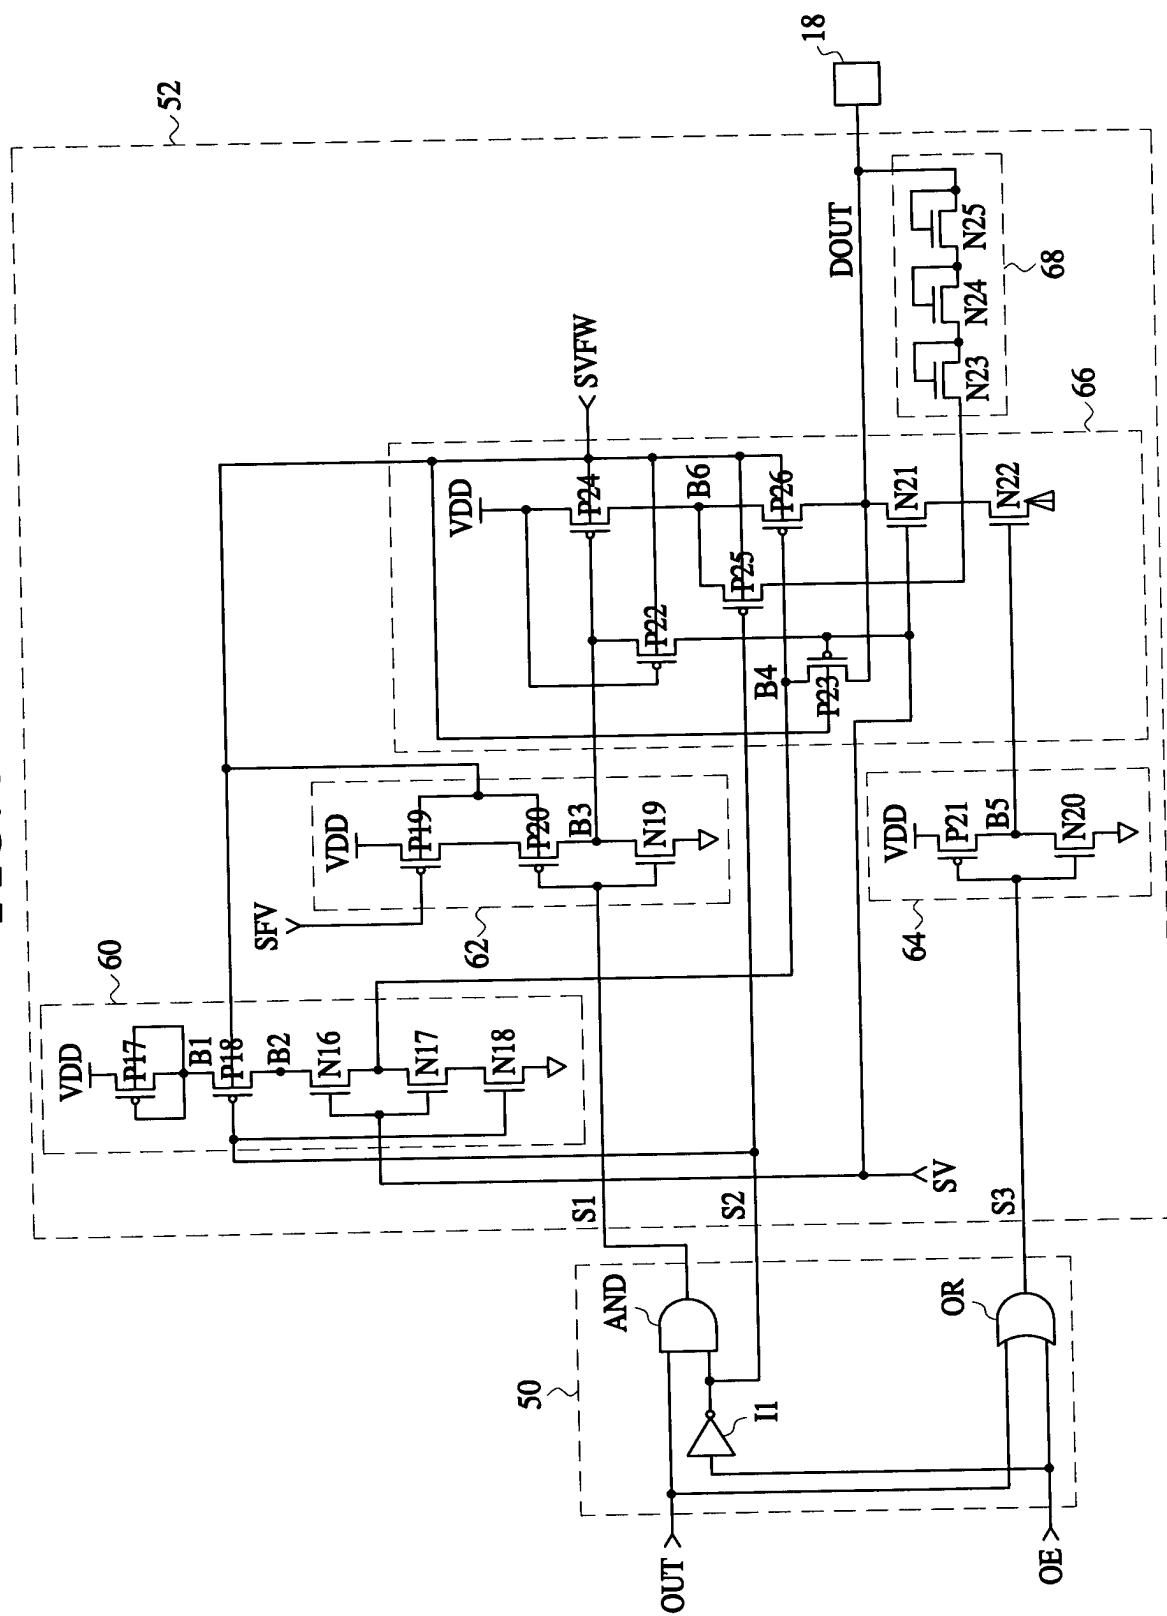 52
18
60
VDD
P17
B1
P18
B2
N16
N17
N18
SFV
62
VDD
P19
P20
B3
N19
VDD
P24
SVFW
P22
B6
P25
P26
B4
P23
N21
N22
66
DOUT
N25
N24
N23
68
64
VDD
P21
B5
N20
S1
S2
SV
S3
50
AND
I1
OR
OUT
OE